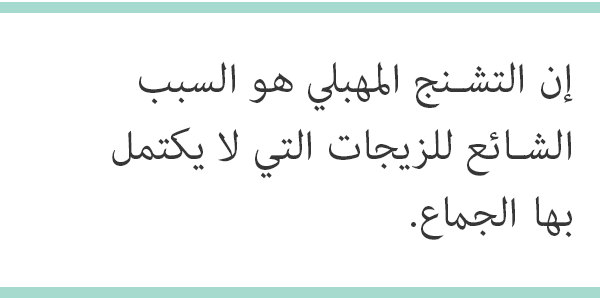 إن التشنج المهبلي هو السبب
الشائع للزيجات التي لا يكتمل
بها الجماع.